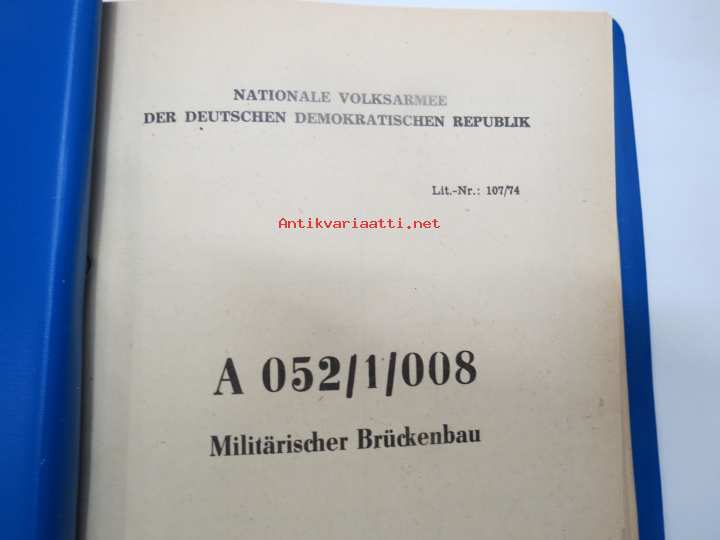 NATIONALE VOLKSARMEE
DER DEUTSCHEN DEMOKRATISCHEN REPUBLIK
Lit.-Nr.: 107/74
Antikvariaatti.net
A 052/1/008
Militärischer Brückenbau